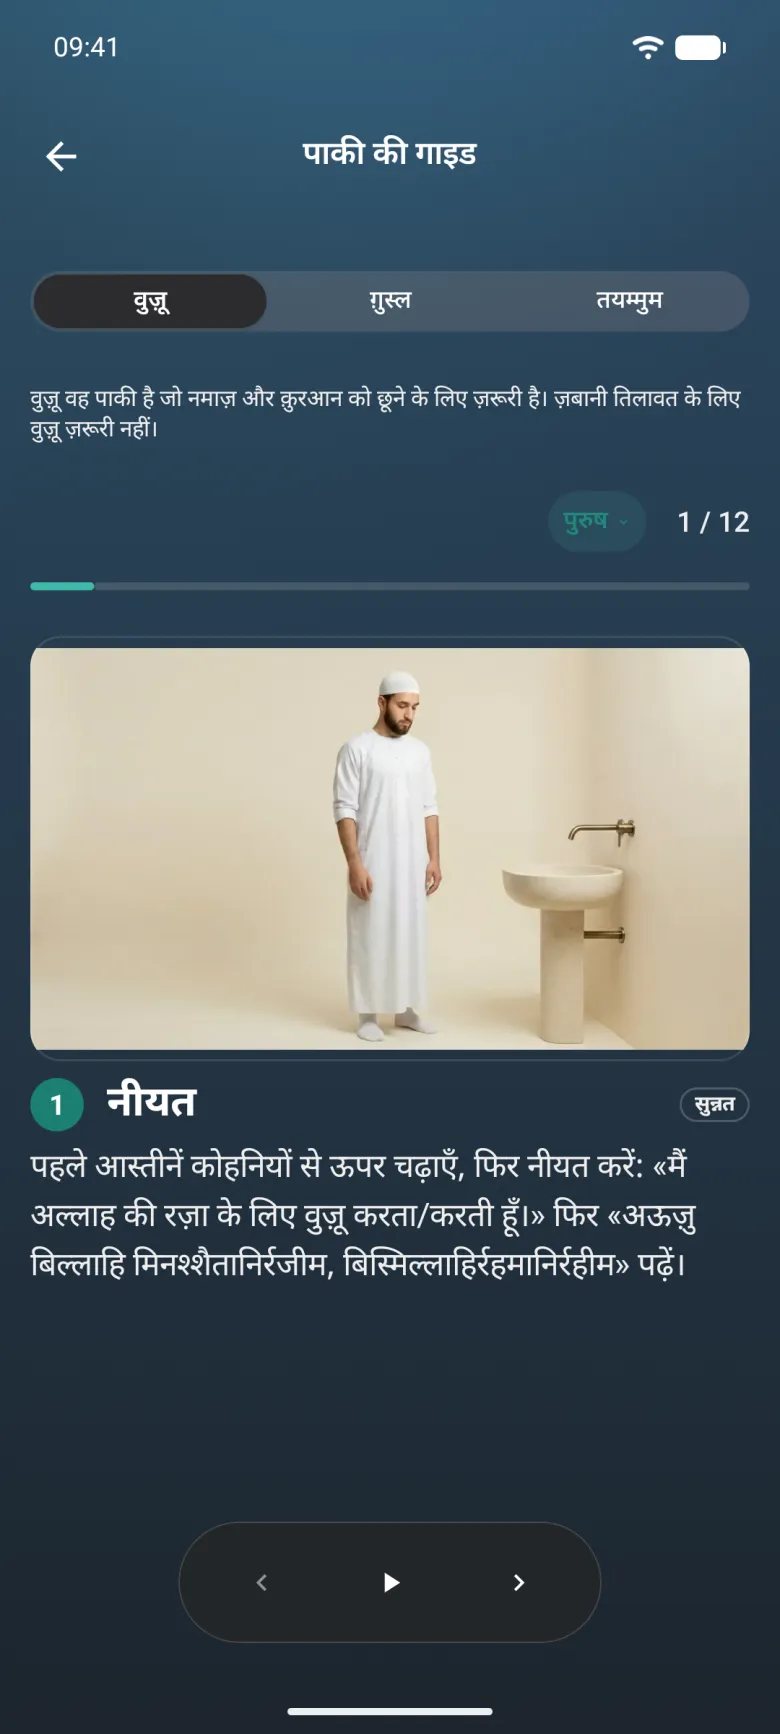 09:41
पाकी की गाइड
वुज़ू
ग़ुस्ल
तयम्मुम
वुज़ू वह पाकी है जो नमाज़ और क़ुरआन को छूने के लिए ज़रूरी है। ज़बानी तिलावत के लिए
वुज़ू ज़रूरी नहीं।
पुरुष
1 / 12
1
नीयत
सुन्नत
पहले आस्तीनें कोहनियों से ऊपर चढ़ाएँ, फिर नीयत करें: «मैं
अल्लाह की रज़ा के लिए वुज़ू करता/करती हूँ।» फिर «अऊज़ु
बिल्लाहि मिनश्शैतानिर्रजीम, बिस्मिल्लाहिर्रहमानिर्रहीम» पढ़ें।